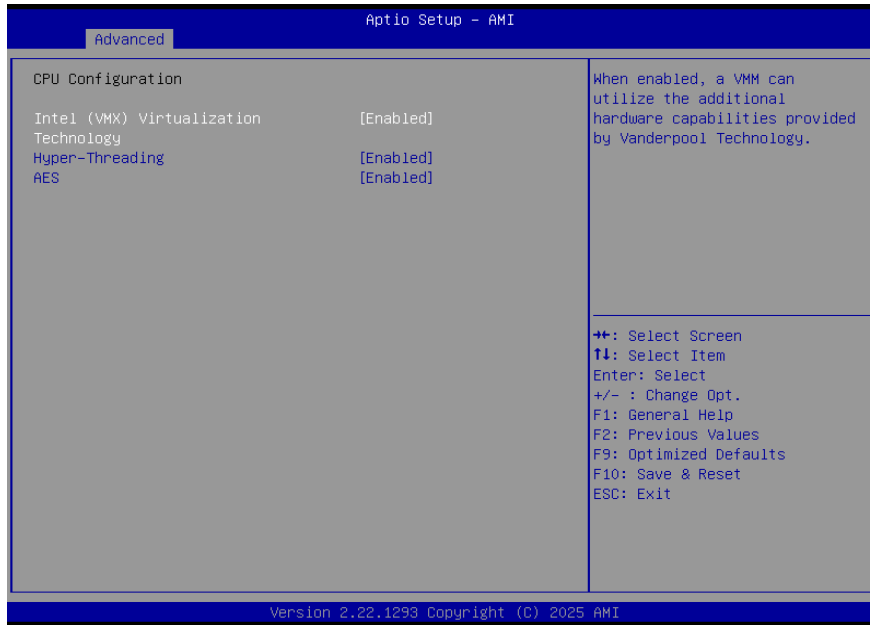 Aptio Setup – AMI
Advanced
CPU Configuration
Intel (VMX) Virtualization [Enabled]
Technology
Hyper-Threading [Enabled]
AES [Enabled]
When enabled, a VMM can
utilize the additional
hardware capabilities provided
by Vanderpool Technology.
→←: Select Screen
↑↓: Select Item
Enter: Select
+/- : Change Opt.
F1: General Help
F2: Previous Values
F9: Optimized Defaults
F10: Save & Reset
ESC: Exit
Version 2.22.1293 Copyright (C) 2025 AMI